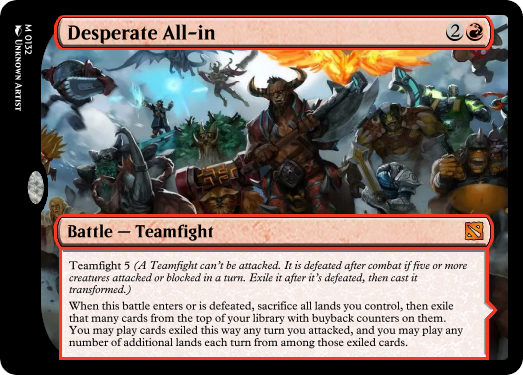 Desperate All-in
2
Battle — Teamfight
Teamfight 5 (A Teamfight can't be attacked. It is defeated after combat if five or more
creatures attacked or blocked in a turn. Exile it after it's defeated, then cast it
transformed.)
When this battle enters or is defeated, sacrifice all lands you control, then exile
that many cards from the top of your library with buyback counters on them.
You may play cards exiled this way any turn you attacked, and you may play any
number of additional lands each turn from among those exiled cards.
M 0132
Unknown Artist